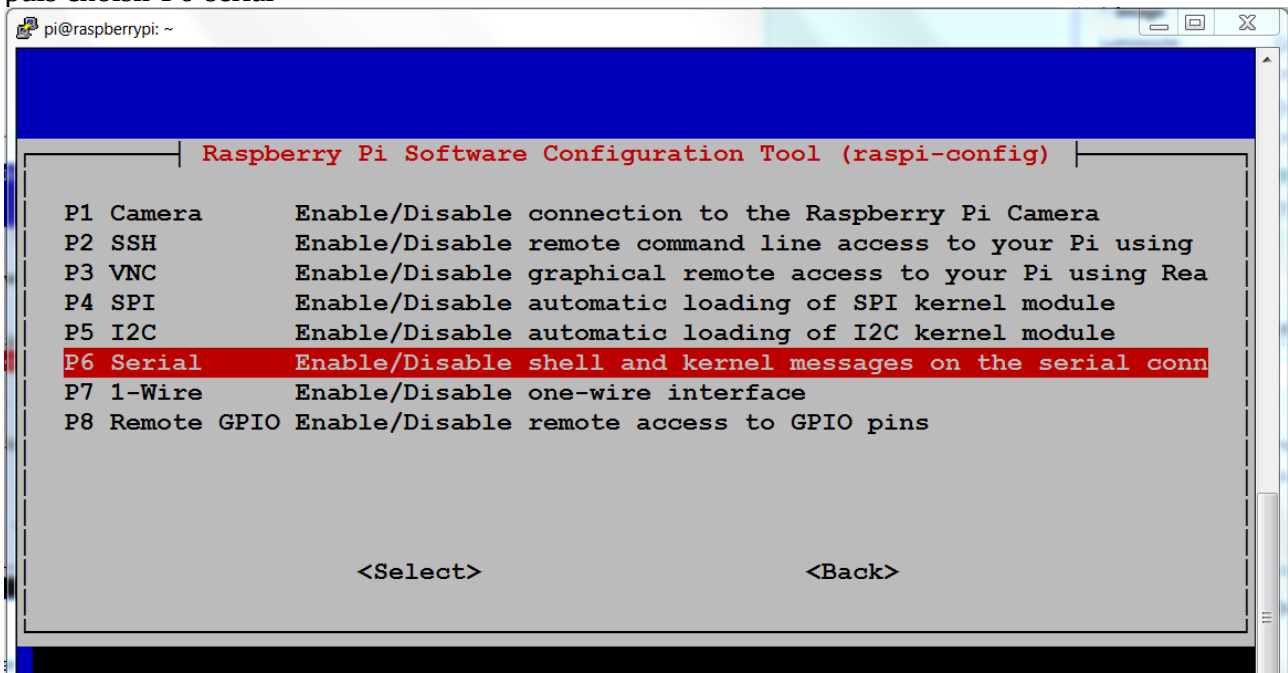 puis choisir P6 serial
pi@raspberrypi: ~
Raspberry Pi Software Configuration Tool (raspi-config)
P1 Camera Enable/Disable connection to the Raspberry Pi Camera
P2 SSH Enable/Disable remote command line access to your Pi using
P3 VNC Enable/Disable graphical remote access to your Pi using Rea
P4 SPI Enable/Disable automatic loading of SPI kernel module
P5 I2C Enable/Disable automatic loading of I2C kernel module
P6 Serial Enable/Disable shell and kernel messages on the serial conn
P7 1-Wire Enable/Disable one-wire interface
P8 Remote GPIO Enable/Disable remote access to GPIO pins
<Select> <Back>